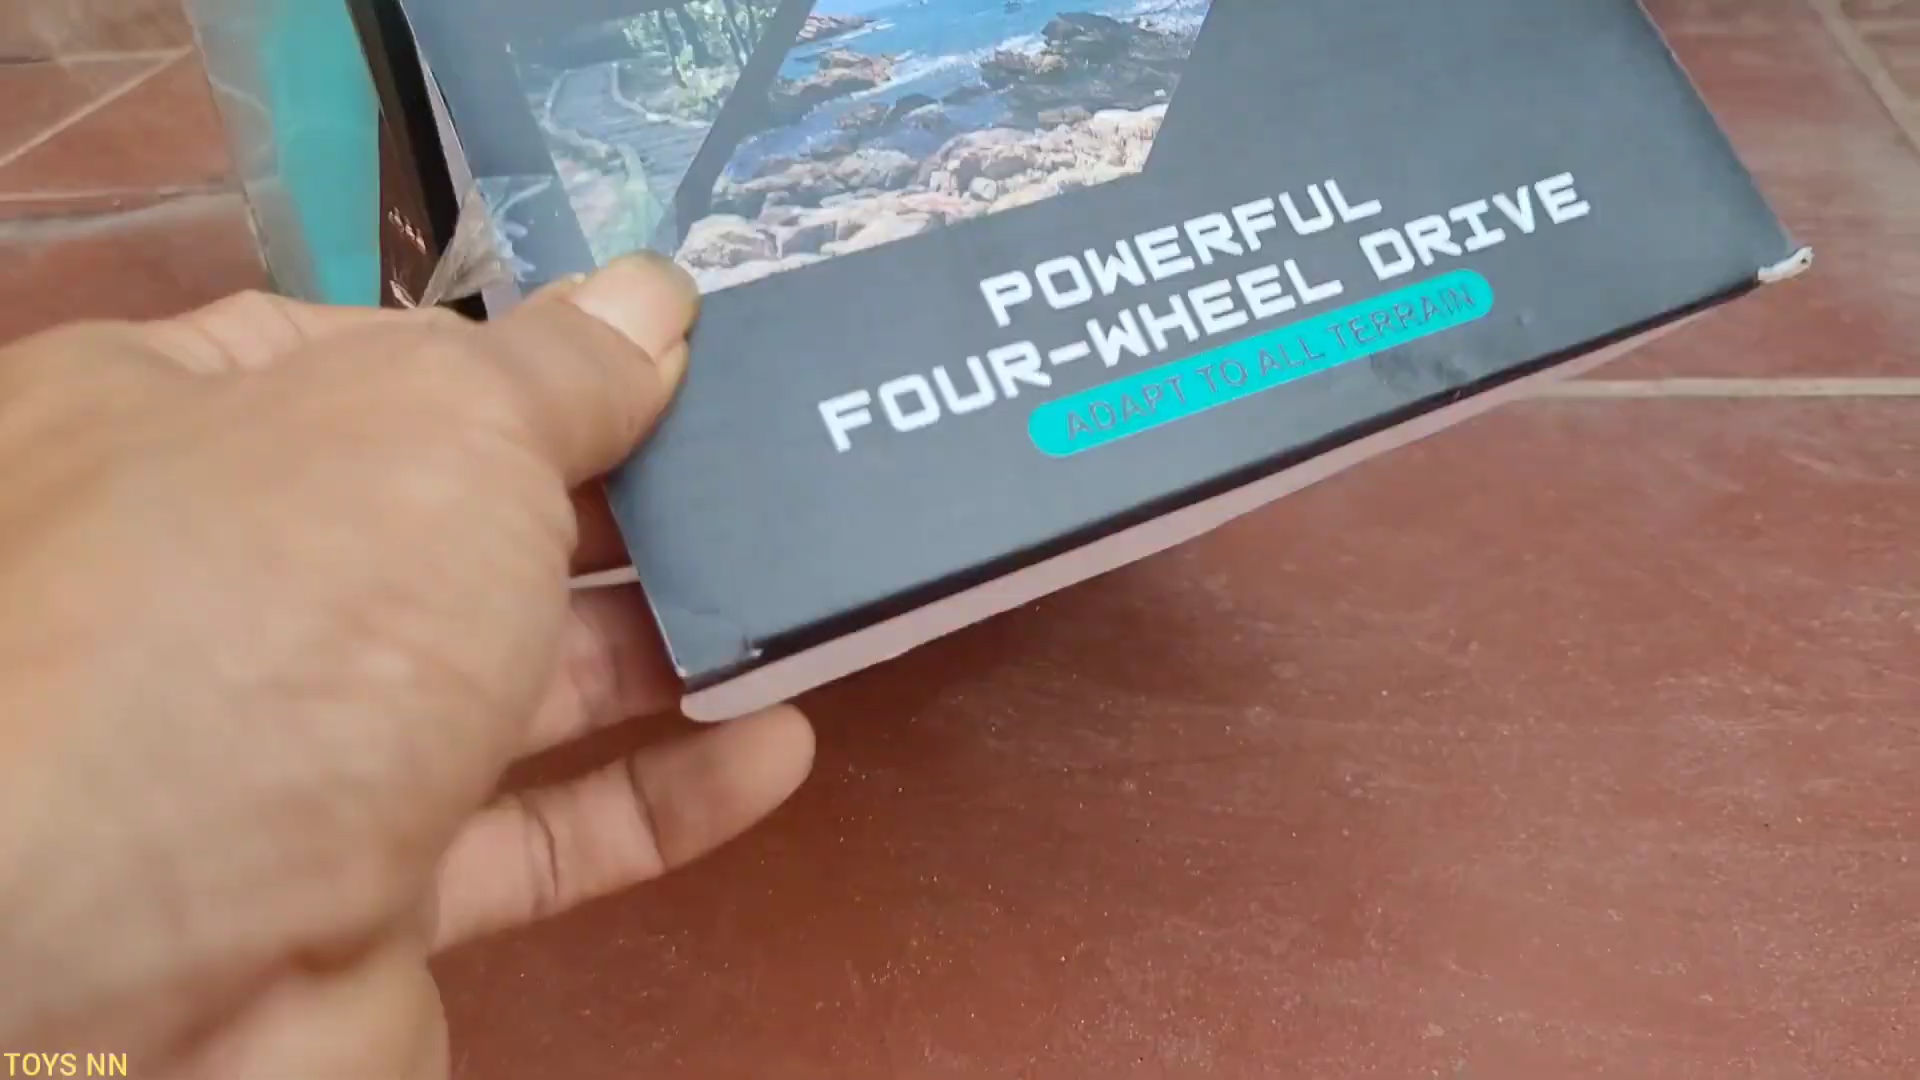 POWERFUL
FOUR-WHEEL DRIVE
ADAPT TO ALL TERRAIN
TOYS NN